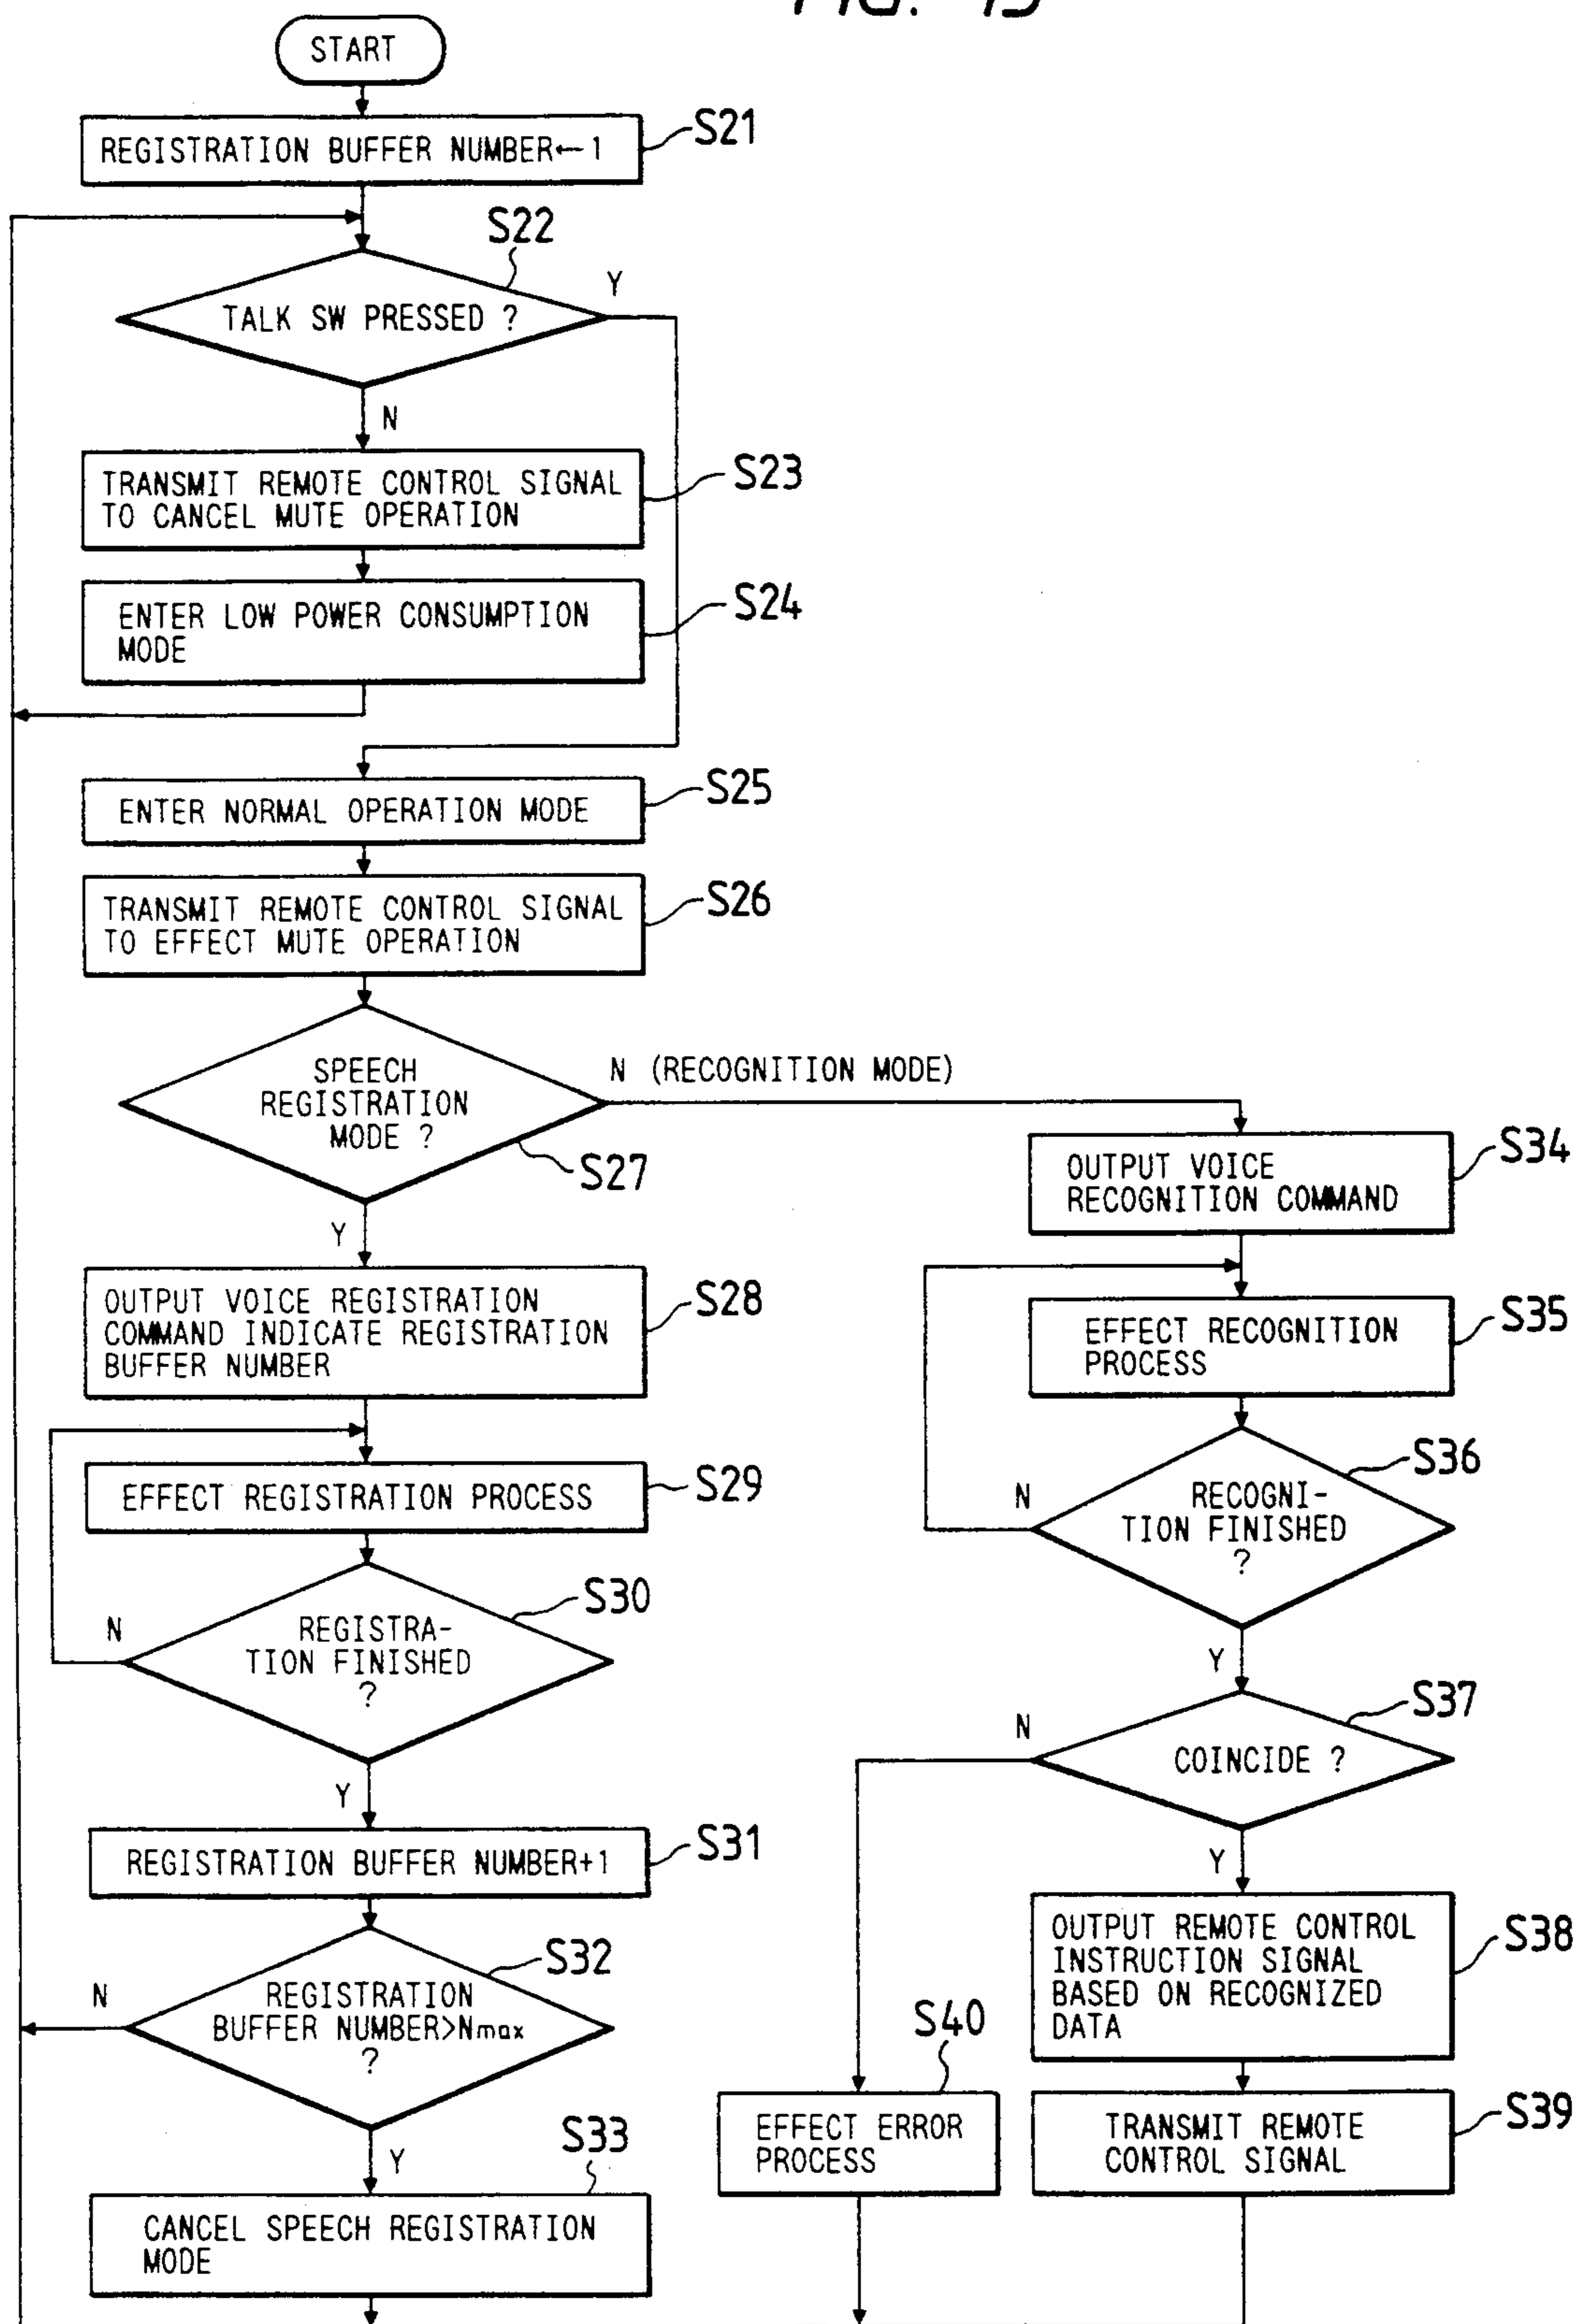 START
REGISTRATION BUFFER NUMBER←1
S21
S22
TALK SW PRESSED ?
Y
N
TRANSMIT REMOTE CONTROL SIGNAL
TO CANCEL MUTE OPERATION
S23
ENTER LOW POWER CONSUMPTION
MODE
S24
ENTER NORMAL OPERATION MODE
S25
TRANSMIT REMOTE CONTROL SIGNAL
TO EFFECT MUTE OPERATION
S26
SPEECH
REGISTRATION
MODE ?
S27
N (RECOGNITION MODE)
Y
OUTPUT VOICE REGISTRATION
COMMAND INDICATE REGISTRATION
BUFFER NUMBER
S28
EFFECT REGISTRATION PROCESS
S29
REGISTRA-
TION FINISHED
?
S30
N
Y
REGISTRATION BUFFER NUMBER+1
S31
REGISTRATION
BUFFER NUMBER>Nmax
?
S32
N
Y
S33
CANCEL SPEECH REGISTRATION
MODE
OUTPUT VOICE
RECOGNITION COMMAND
S34
EFFECT RECOGNITION
PROCESS
S35
RECOGNI-
TION FINISHED
?
S36
N
Y
COINCIDE ?
S37
N
Y
OUTPUT REMOTE CONTROL
INSTRUCTION SIGNAL
BASED ON RECOGNIZED
DATA
S38
S40
EFFECT ERROR
PROCESS
TRANSMIT REMOTE
CONTROL SIGNAL
S39